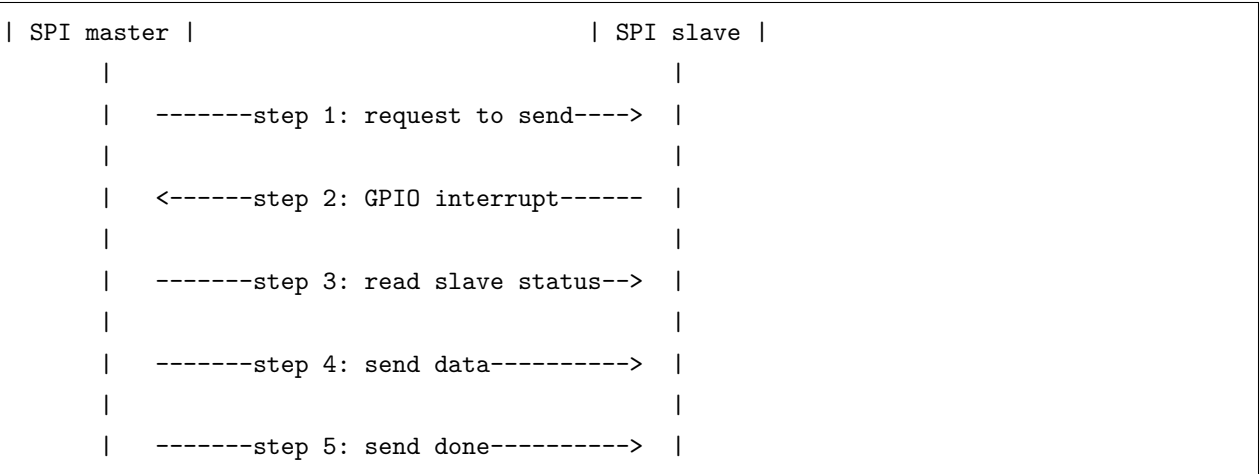 | SPI master |                                | SPI slave |
      |                                              |
      |   -------step 1: request to send---->  |
      |                                              |
      |   <------step 2: GPIO interrupt------  |
      |                                              |
      |   -------step 3: read slave status-->  |
      |                                              |
      |   -------step 4: send data---------->  |
      |                                              |
      |   -------step 5: send done---------->  |